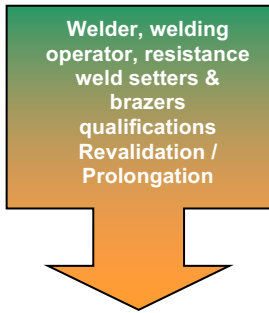 Welder, welding
operator, resistance
weld setters &
brazers
qualifications
Revalidation /
Prolongation